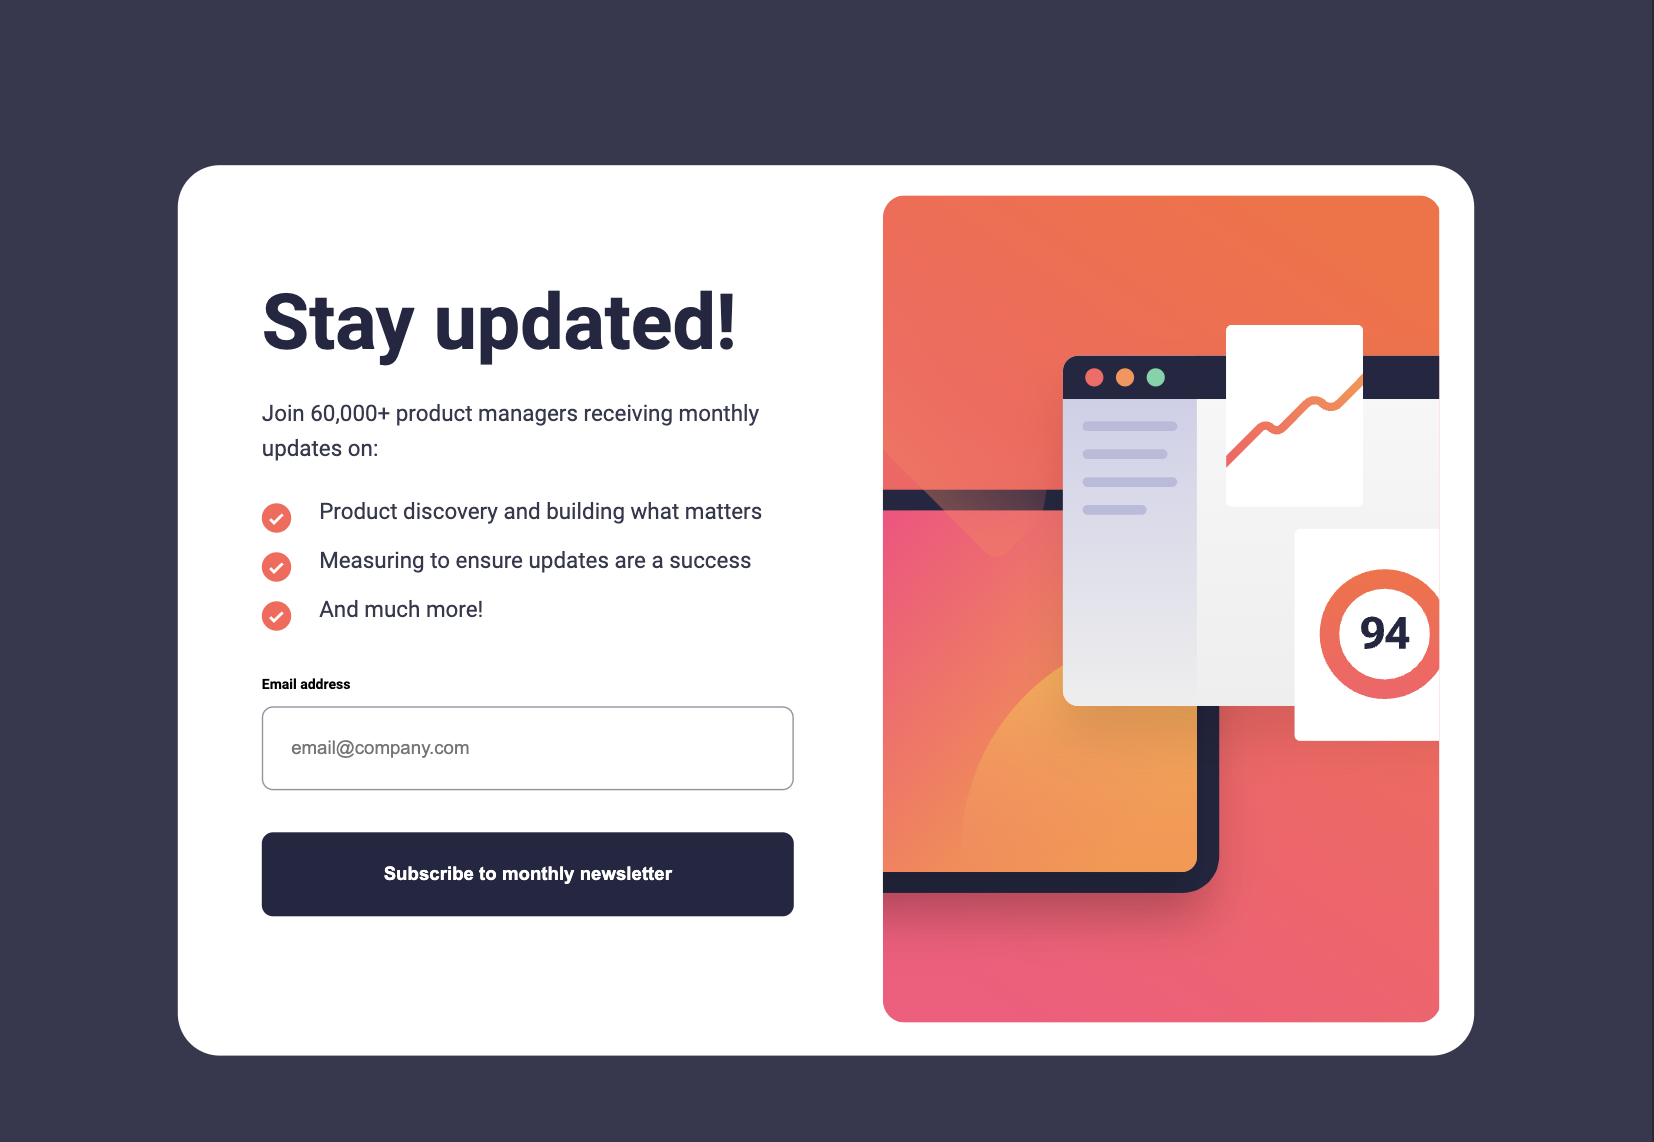 Stay updated!
Join 60,000+ product managers receiving monthly
updates on:
Product discovery and building what matters
Measuring to ensure updates are a success
And much more!
Email address
email@company.com
Subscribe to monthly newsletter
94